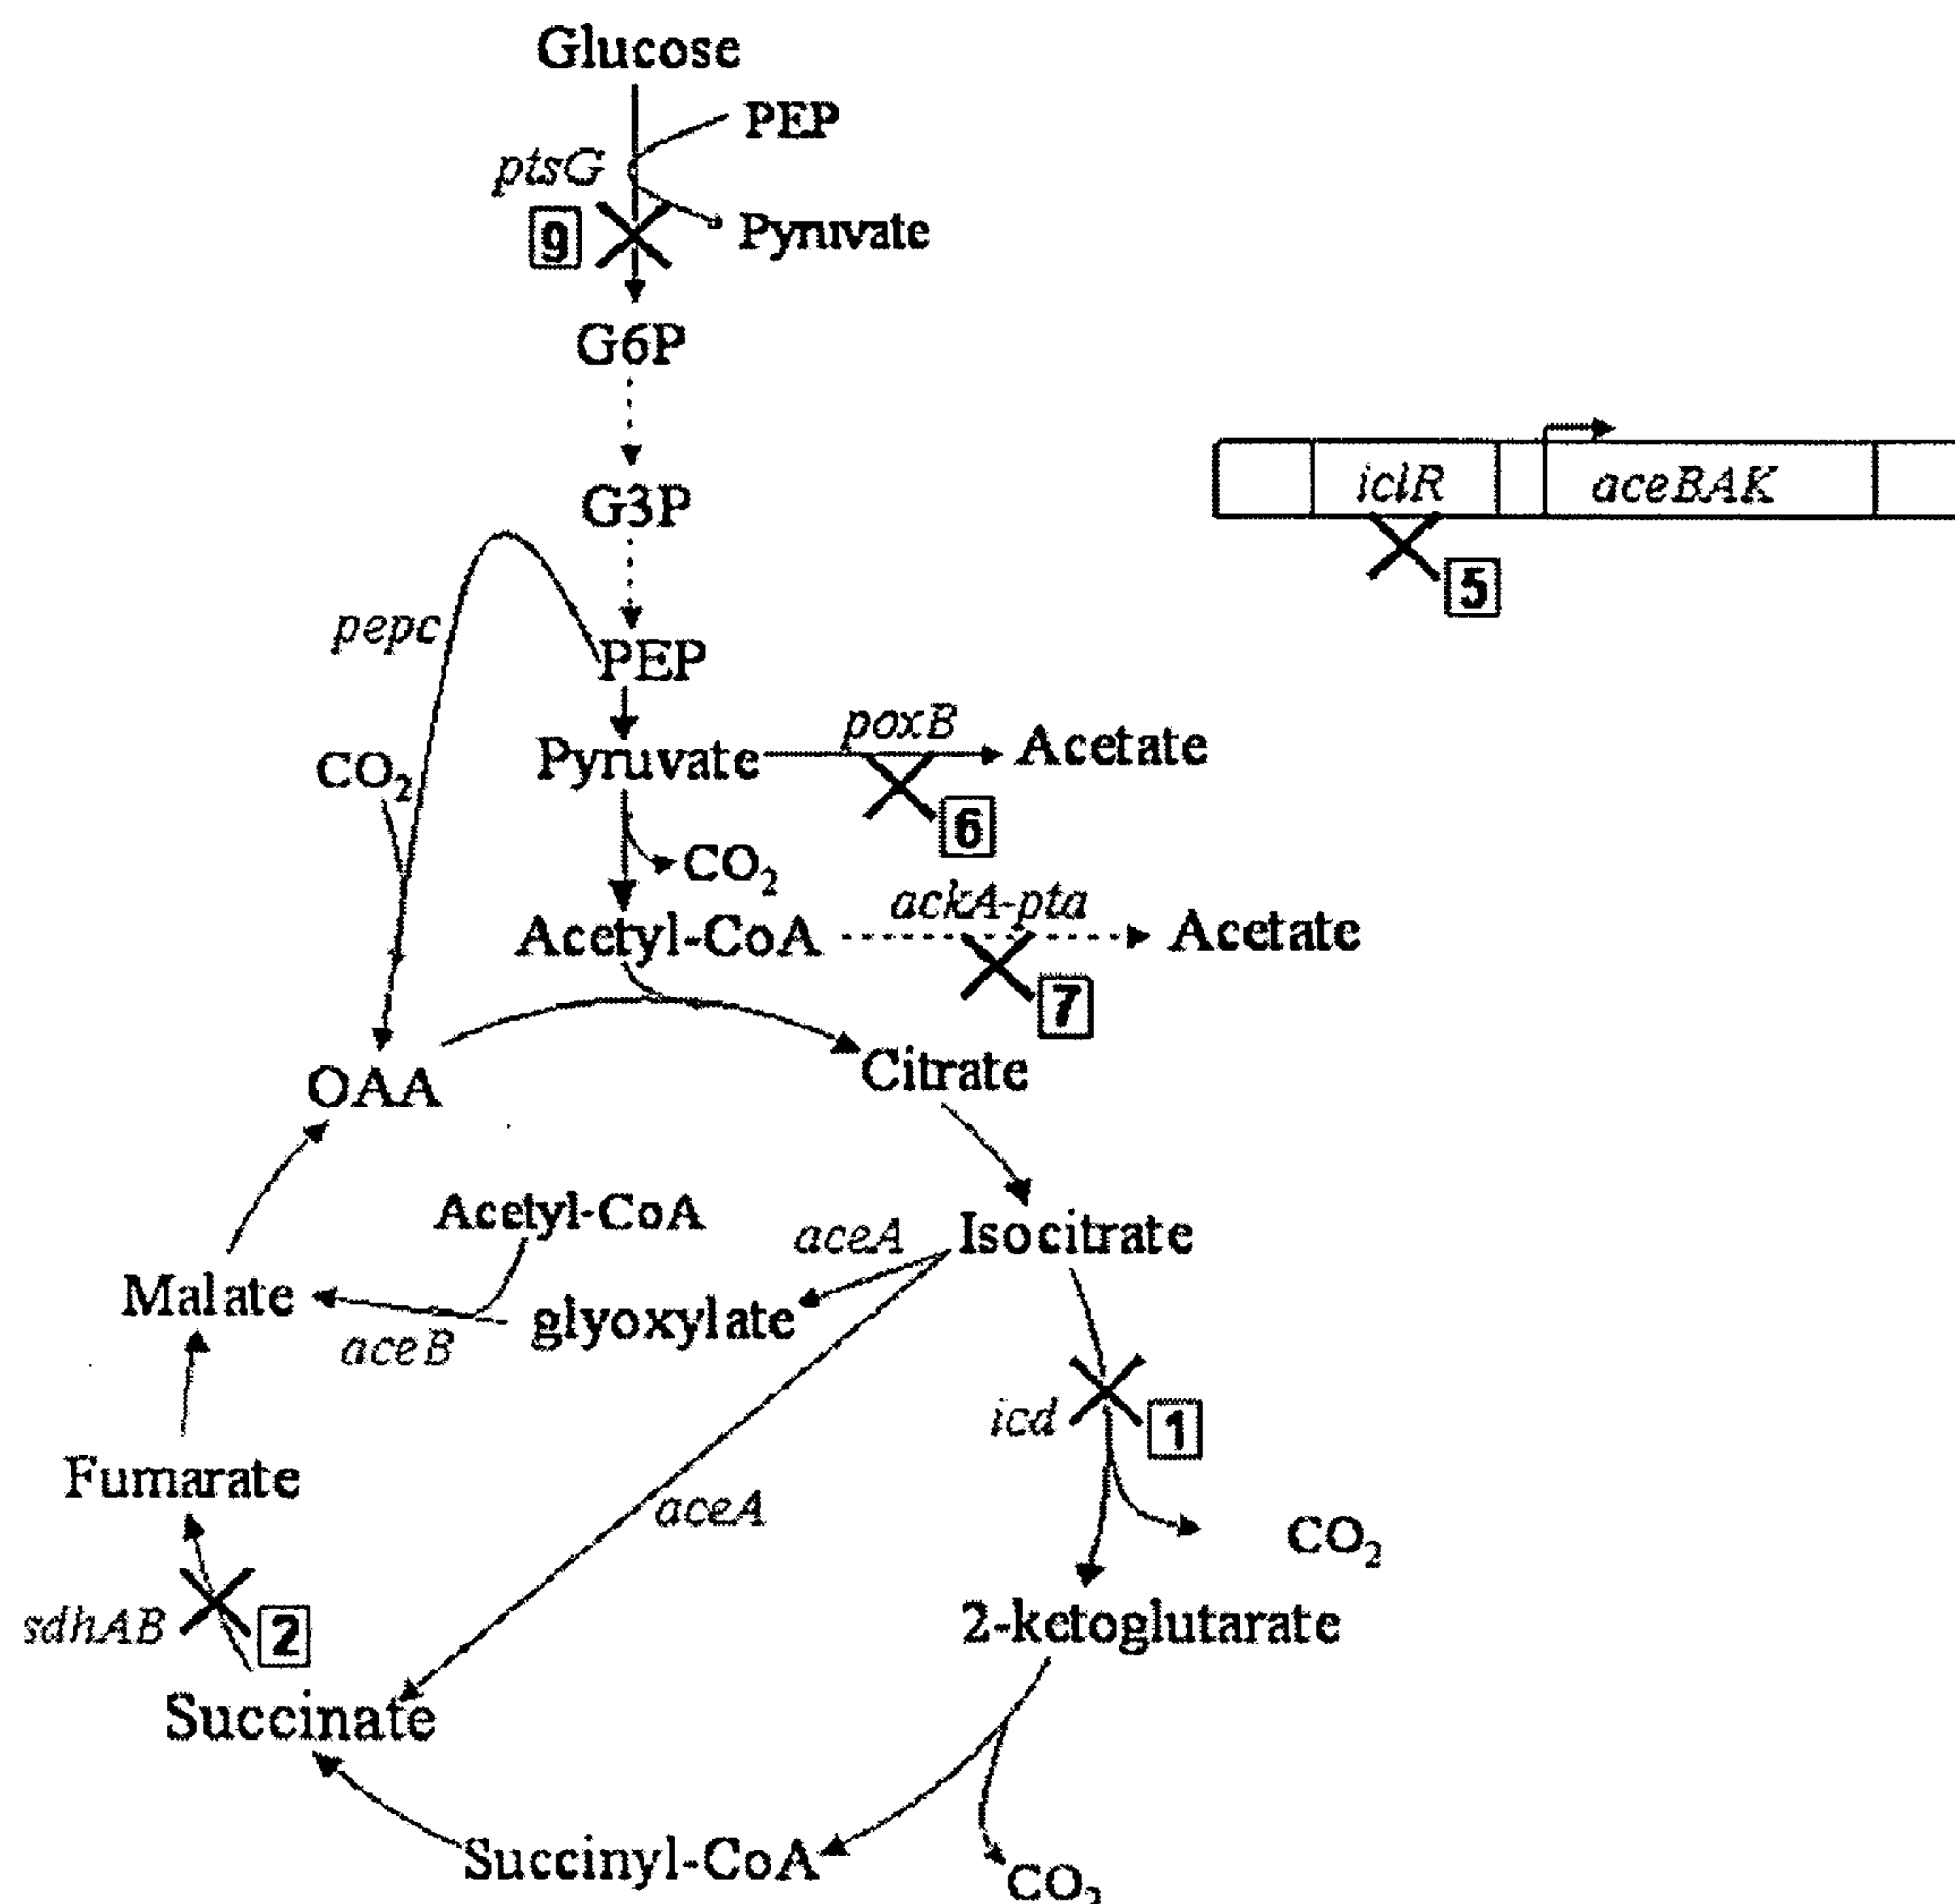 Glucose
PEP
ptsG
9
Pyruvate
G6P
iclR
aceBAK
5
G3P
pepc
PEP
poxB
Pyruvate
Acetate
CO2
6
CO2
ackA-pta
Acetyl-CoA
Acetate
7
OAA
Citrate
Acetyl-CoA
aceA
Isocitrate
Malate
glyoxylate
aceB
icd
1
Fumarate
aceA
CO2
sdhAB
2
2-ketoglutarate
Succinate
Succinyl-CoA
CO2